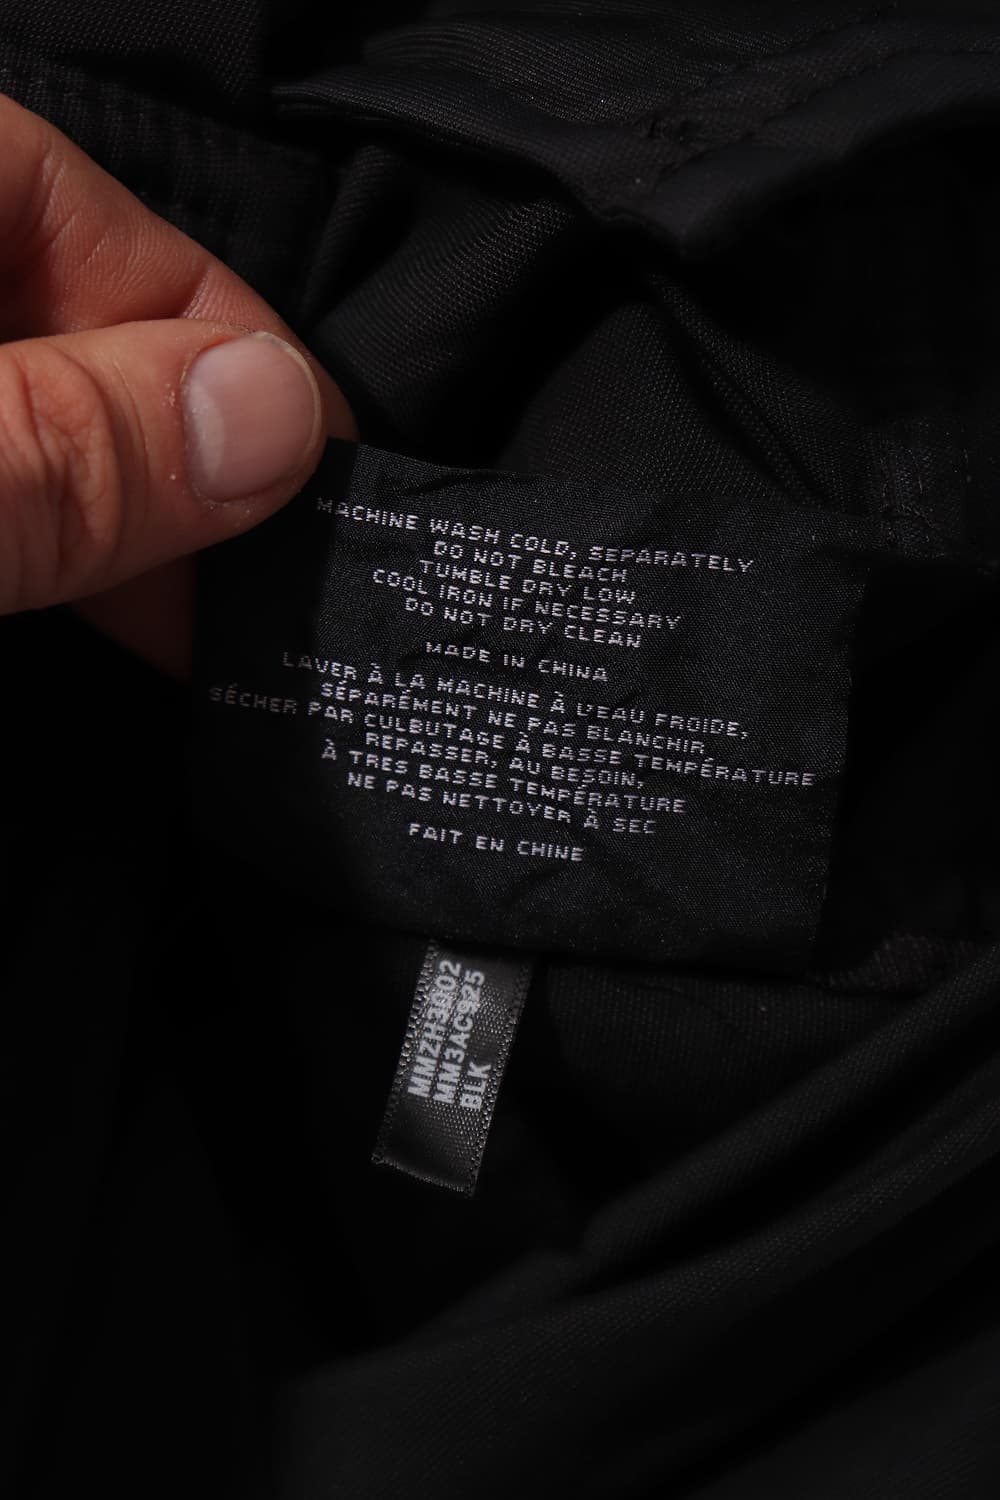 MACHINE WASH COLD, SEPARATELY
DO NOT BLEACH
TUMBLE DRY LOW
COOL IRON IF NECESSARY
DO NOT DRY CLEAN
MADE IN CHINA
LAVER À LA MACHINE À L'EAU FROIDE,
SÉPARÉMENT NE PAS BLANCHIR
SÉCHER PAR CULBUTAGE À BASSE TEMPÉRATURE
REPASSER, AU BESOIN,
À TRES BASSE TEMPÉRATURE
NE PAS NETTOYER À SEC
FAIT EN CHINE
MMZH3D02
MM3AC925
BLK